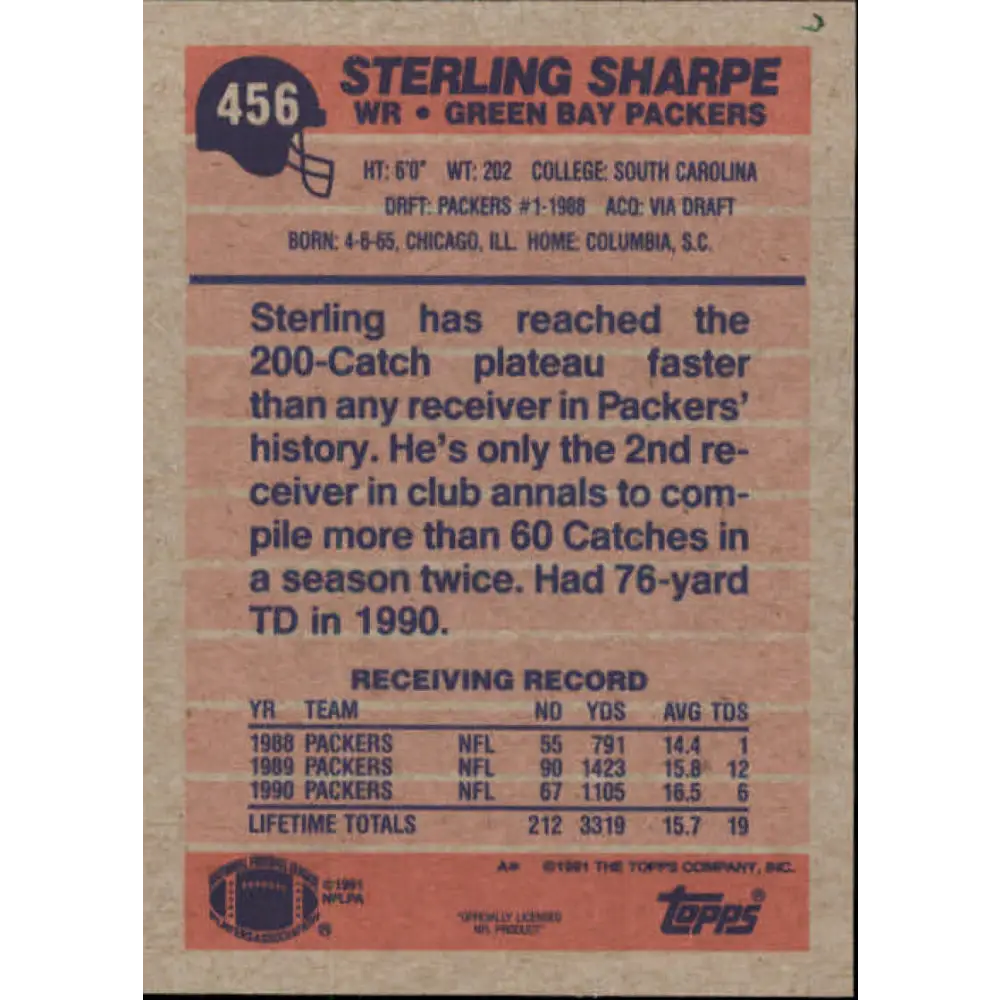 456
STERLING SHARPE
WR • GREEN BAY PACKERS
HT: 6'0" WT: 202 COLLEGE: SOUTH CAROLINA
DRFT: PACKERS #1-1988 ACQ: VIA DRAFT
BORN: 4-6-65, CHICAGO, ILL. HOME: COLUMBIA, S.C.
Sterling has reached the
200-Catch plateau faster
than any receiver in Packers'
history. He's only the 2nd re-
ceiver in club annals to com-
pile more than 60 Catches in
a season twice. Had 76-yard
TD in 1990.
RECEIVING RECORD
YR TEAM NO YDS AVG TDS
1988 PACKERS NFL 55 791 14.4 1
1989 PACKERS NFL 90 1423 15.8 12
1990 PACKERS NFL 67 1105 16.5 6
LIFETIME TOTALS 212 3319 15.7 19
A* ©1991 THE TOPPS COMPANY, INC.
©1991
NFLPA
®
"OFFICIALLY LICENSED
NFL PRODUCT"
TOPPS®